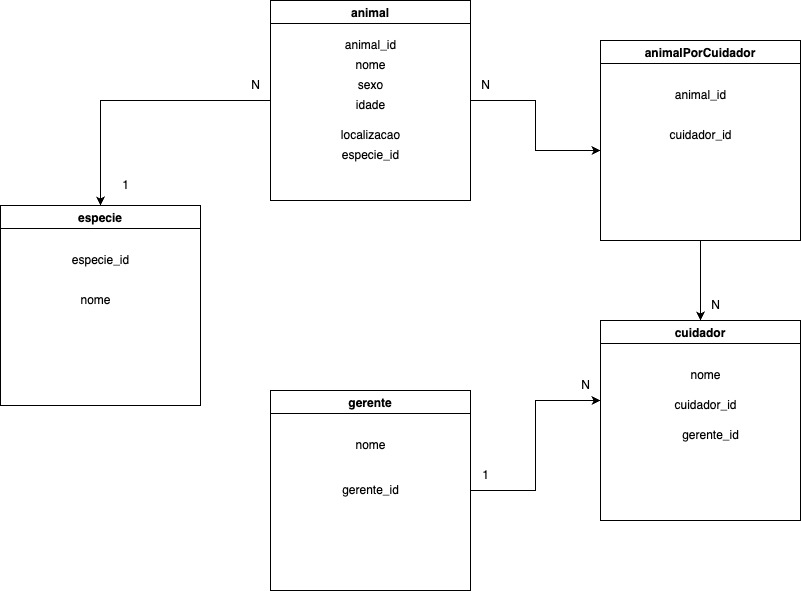 animal
animal_id
nome
sexo
idade
localizacao
especie_id
N
N
1
animalPorCuidador
animal_id
cuidador_id
especie
especie_id
nome
N
cuidador
nome
cuidador_id
gerente_id
N
gerente
nome
gerente_id
1